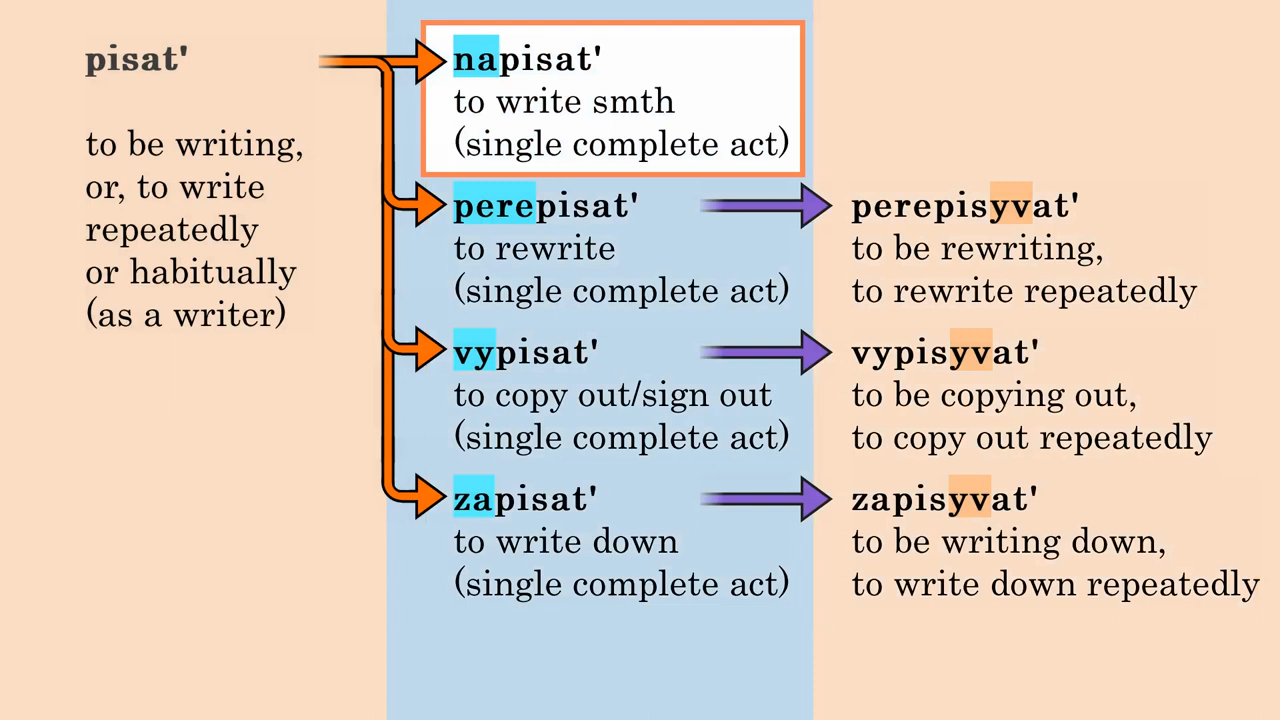 pisat'
to be writing,
or, to write
repeatedly
or habitually
(as a writer)
napisat'
to write smth
(single complete act)
perepisat'
to rewrite
(single complete act)
perepisyvat'
to be rewriting,
to rewrite repeatedly
vypisat'
to copy out/sign out
(single complete act)
vypisyvat'
to be copying out,
to copy out repeatedly
zapisat'
to write down
(single complete act)
zapisyvat'
to be writing down,
to write down repeatedly